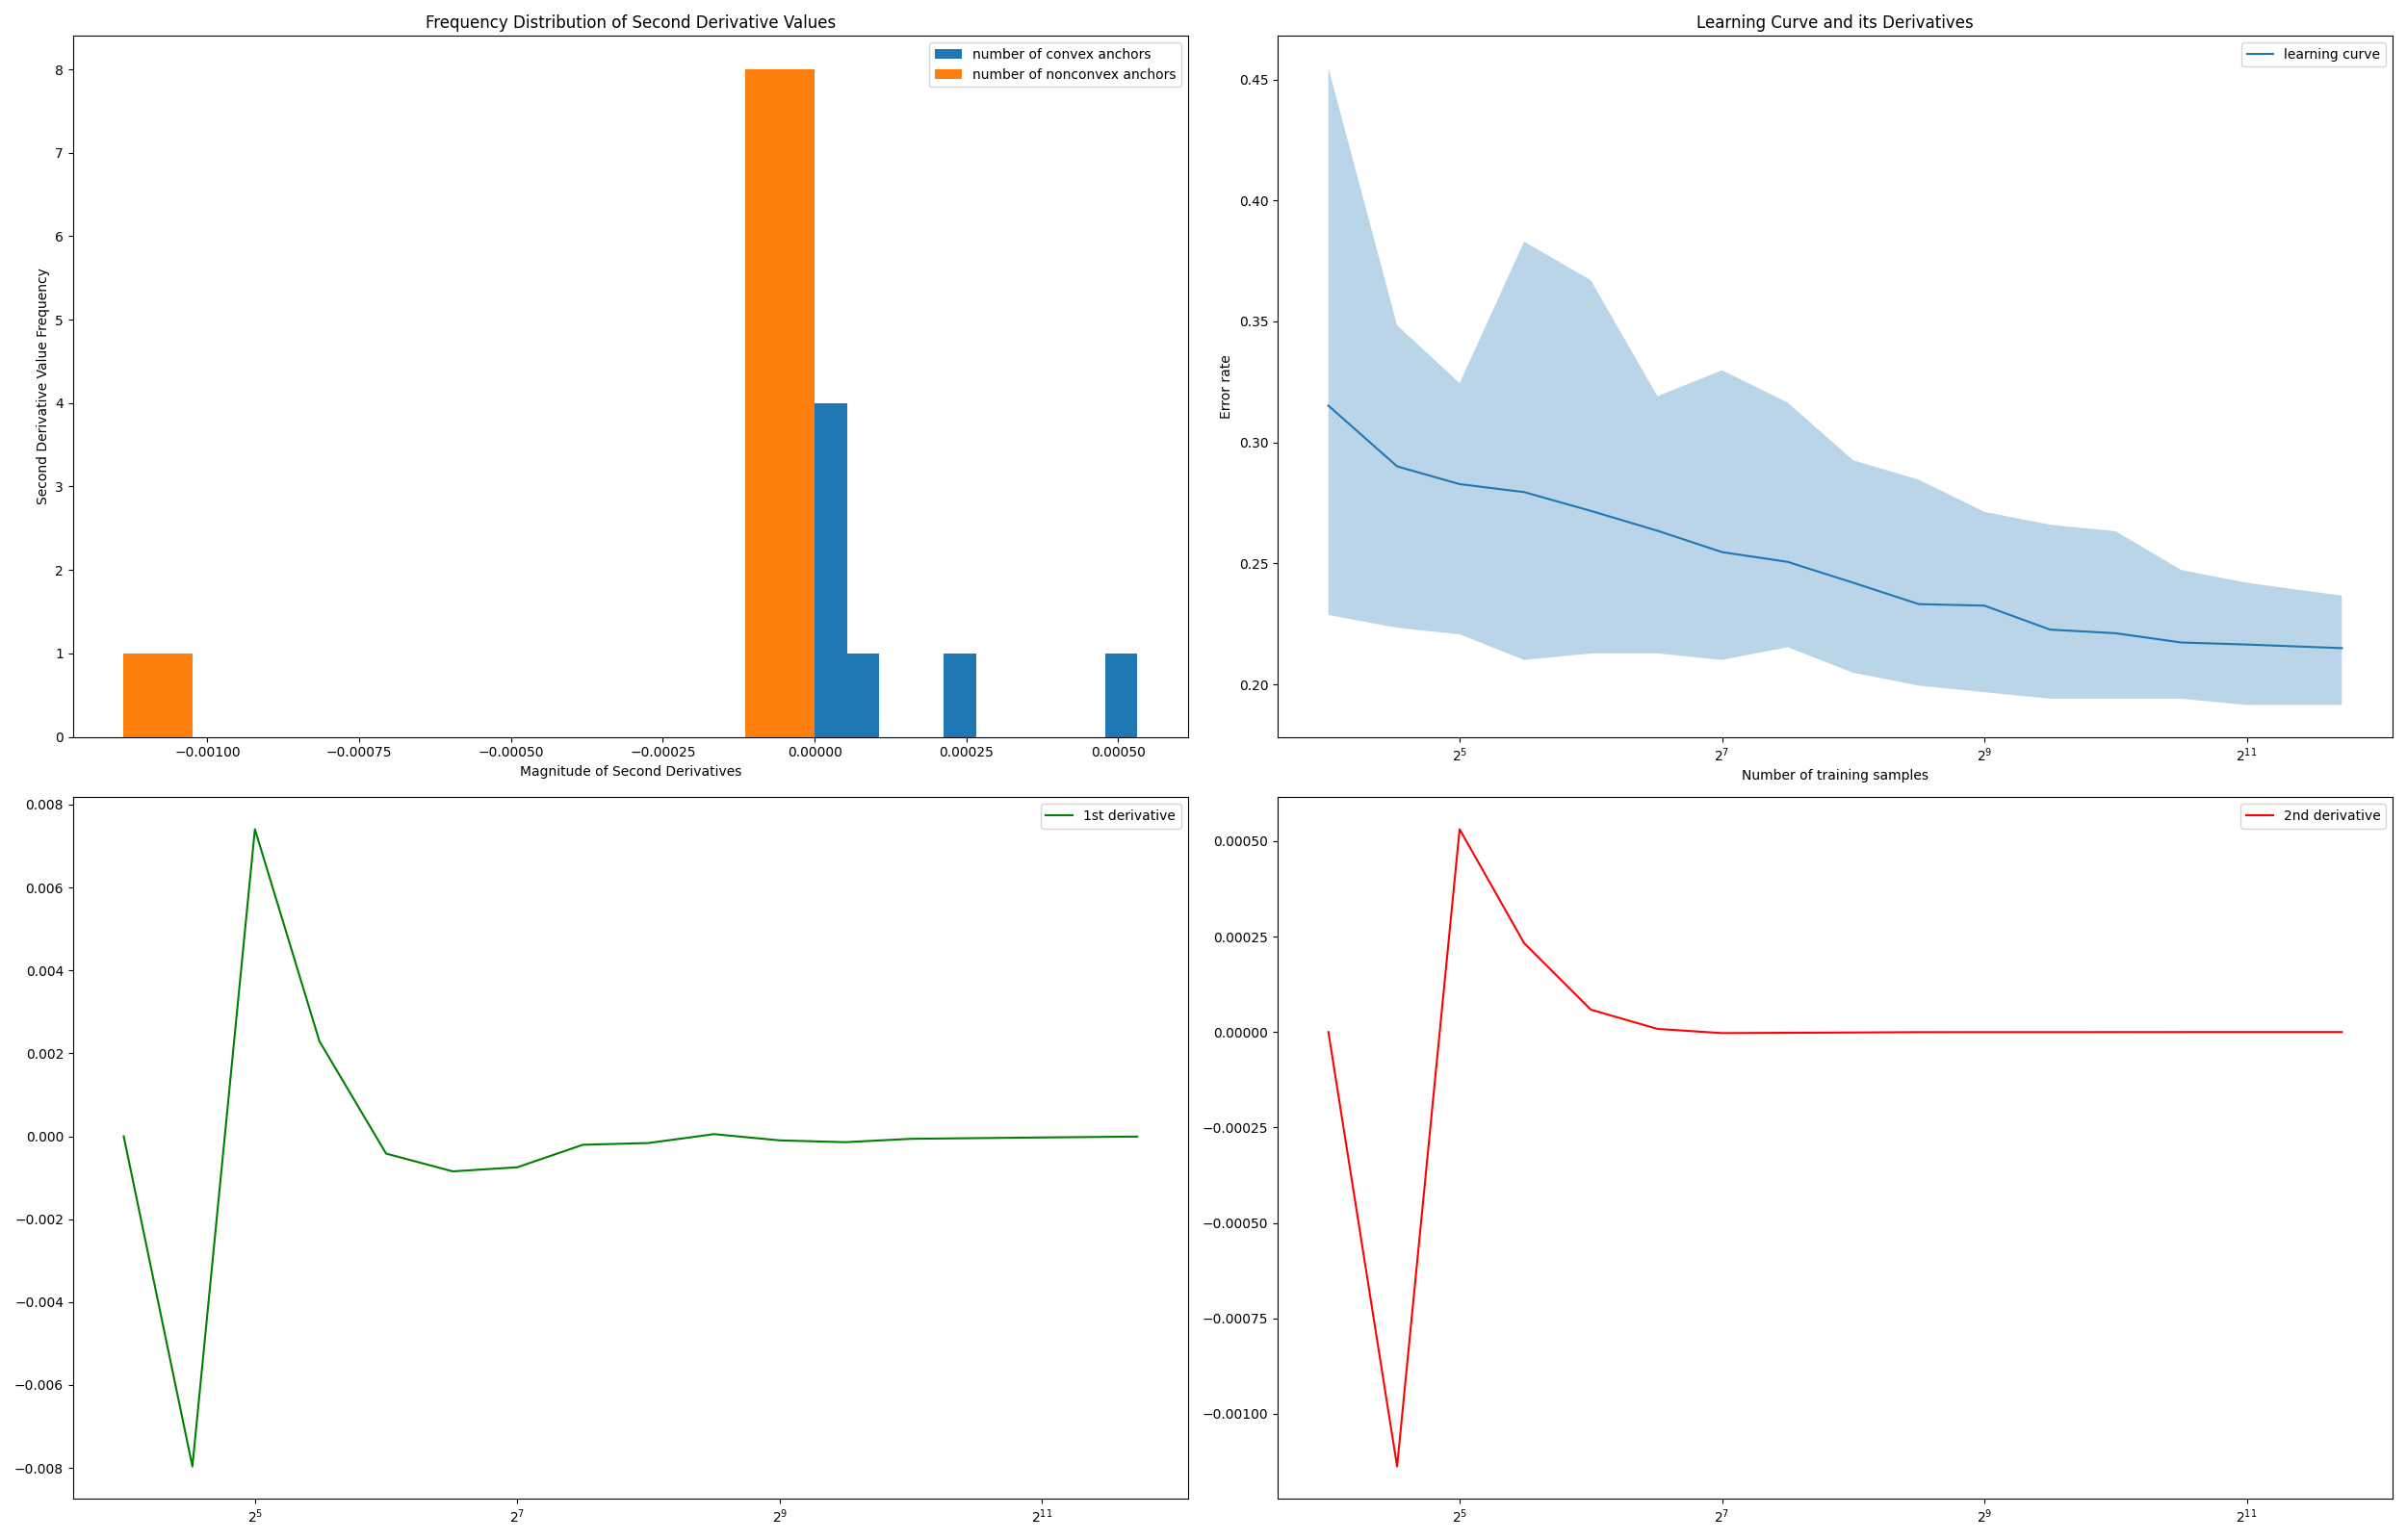 Frequency Distribution of Second Derivative Values
number of convex anchors
number of nonconvex anchors
8
7
6
5
4
3
2
1
0
Second Derivative Value Frequency
−0.00100 −0.00075 −0.00050 −0.00025 0.00000 0.00025 0.00050
Magnitude of Second Derivatives
Learning Curve and its Derivatives
learning curve
0.45
0.40
0.35
0.30
0.25
0.20
Error rate
2^5 2^7 2^9 2^11
Number of training samples
1st derivative
0.008
0.006
0.004
0.002
0.000
−0.002
−0.004
−0.006
−0.008
2^5 2^7 2^9 2^11
2nd derivative
0.00050
0.00025
0.00000
−0.00025
−0.00050
−0.00075
−0.00100
2^5 2^7 2^9 2^11